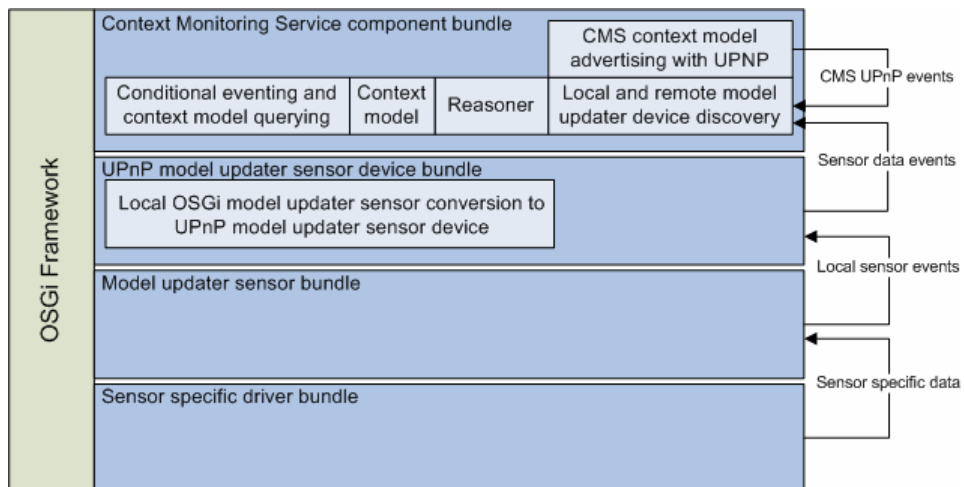 OSGi Framework
Context Monitoring Service component bundle
CMS context model
advertising with UPNP
Conditional eventing and
context model querying
Context
model
Reasoner
Local and remote model
updater device discovery
CMS UPnP events
Sensor data events
UPnP model updater sensor device bundle
Local OSGi model updater sensor conversion to
UPnP model updater sensor device
Local sensor events
Model updater sensor bundle
Sensor specific data
Sensor specific driver bundle